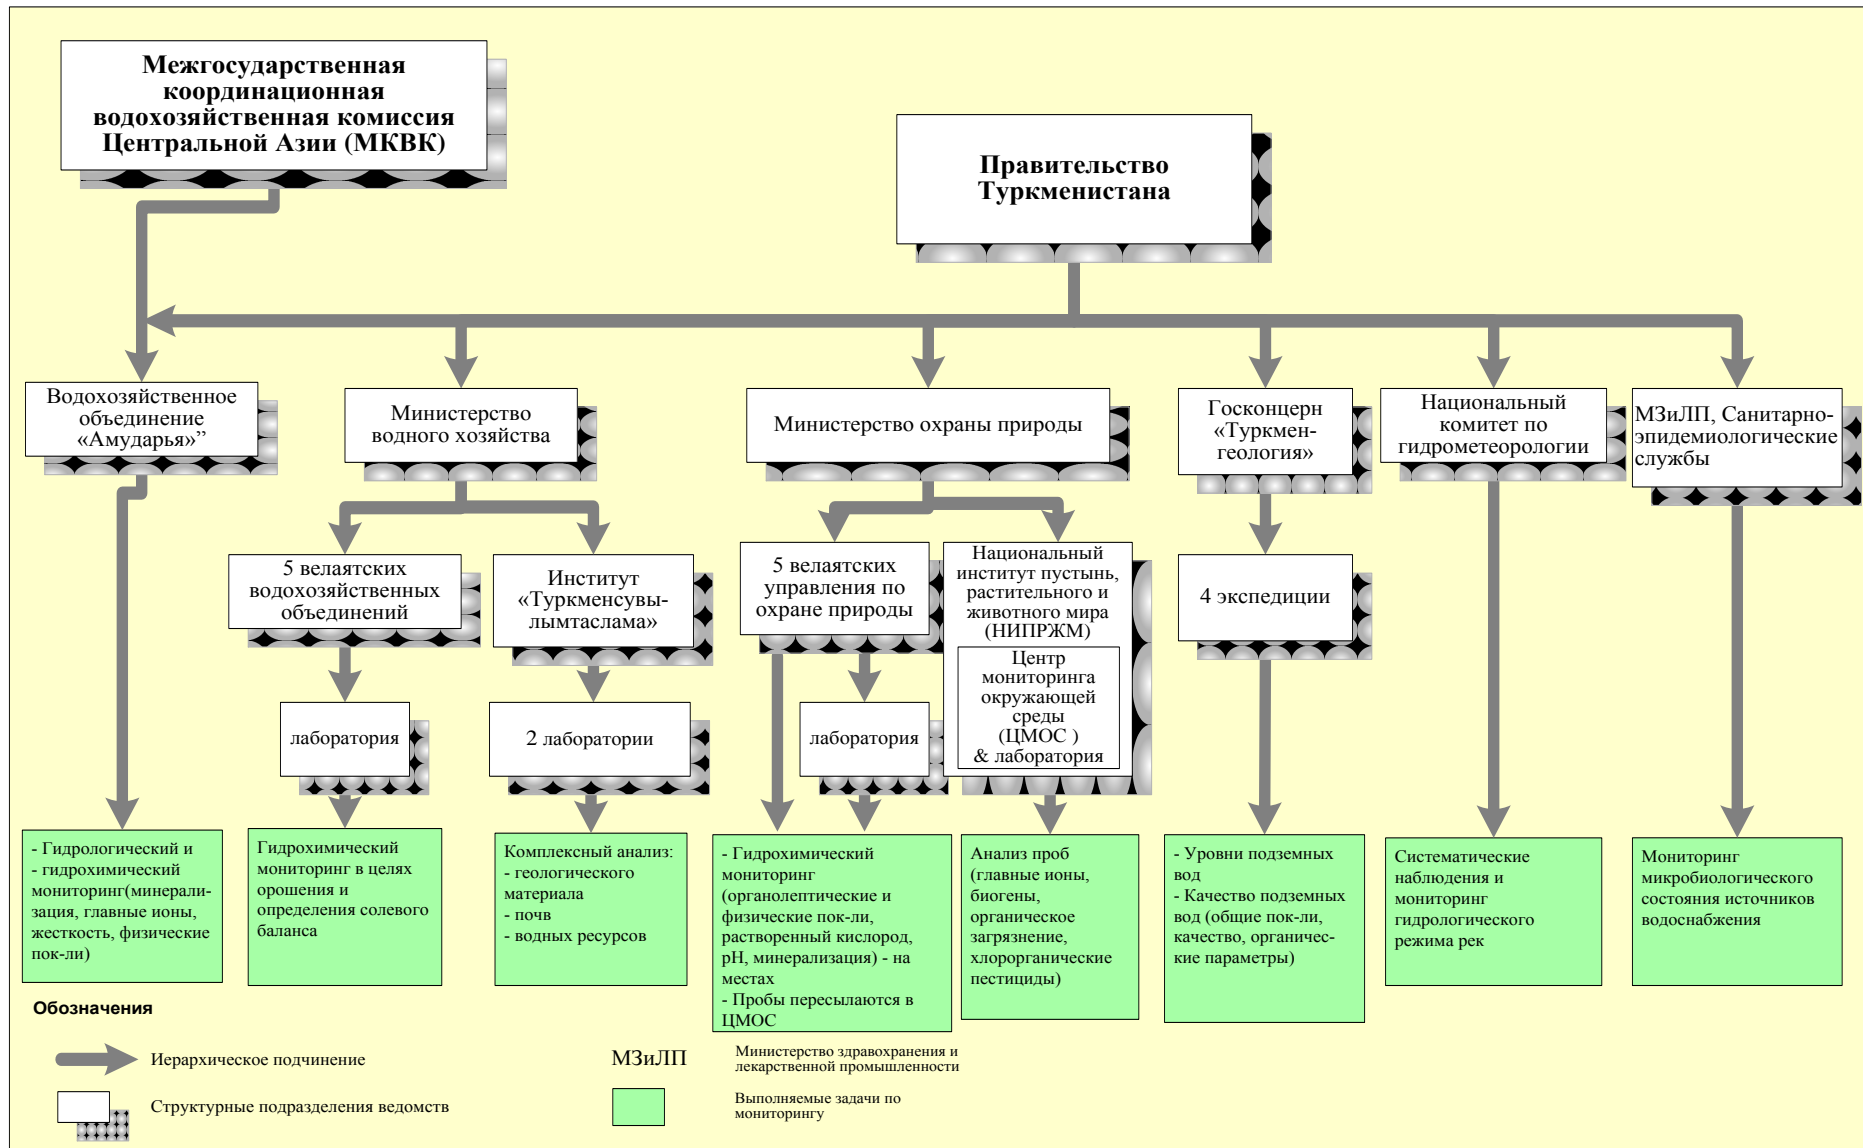 Межгосударственная
координационная
водохозяйственная комиссия
Центральной Азии (МКВК)
Правительство
Туркменистана
Водохозяйственное
объединение
«Амударья»”
Министерство
водного хозяйства
Министерство охраны природы
Госконцерн
«Туркмен-
геология»
Национальный
комитет по
гидрометеорологии
МЗиЛП, Санитарно-
эпидемиологические
службы
5 велаятских
водохозяйственных
объединений
Институт
«Туркменсувы-
лымтаслама»
5 велаятских
управления по
охране природы
Национальный
институт пустынь,
растительного и
животного мира
(НИПРЖМ)
Центр
мониторинга
окружающей
среды
(ЦМОС )
& лаборатория
4 экспедиции
лаборатория
2 лаборатории
лаборатория
- Гидрологический и
- гидрохимический
мониторинг(минерали-
зация, главные ионы,
жесткость, физические
пок-ли)
Гидрохимический
мониторинг в целях
орошения и
определения солевого
баланса
Комплексный анализ:
- геологического
материала
- почв
- водных ресурсов
- Гидрохимический
мониторинг
(органолептические и
физические пок-ли,
растворенный кислород,
pH, минерализация) - на
местах
- Пробы пересылаются в
ЦМОС
Анализ проб
(главные ионы,
биогены,
органическое
загрязнение,
хлорорганические
пестициды)
- Уровни подземных
вод
- Качество подземных
вод (общие пок-ли,
качество, органичес-
кие параметры)
Систематические
наблюдения и
мониторинг
гидрологического
режима рек
Мониторинг
микробиологического
состояния источников
водоснабжения
Обозначения
Иерархическое подчинение
МЗиЛП
Министерство здравохранения и
лекарственной промышленности
Структурные подразделения ведомств
Выполняемые задачи по
мониторингу